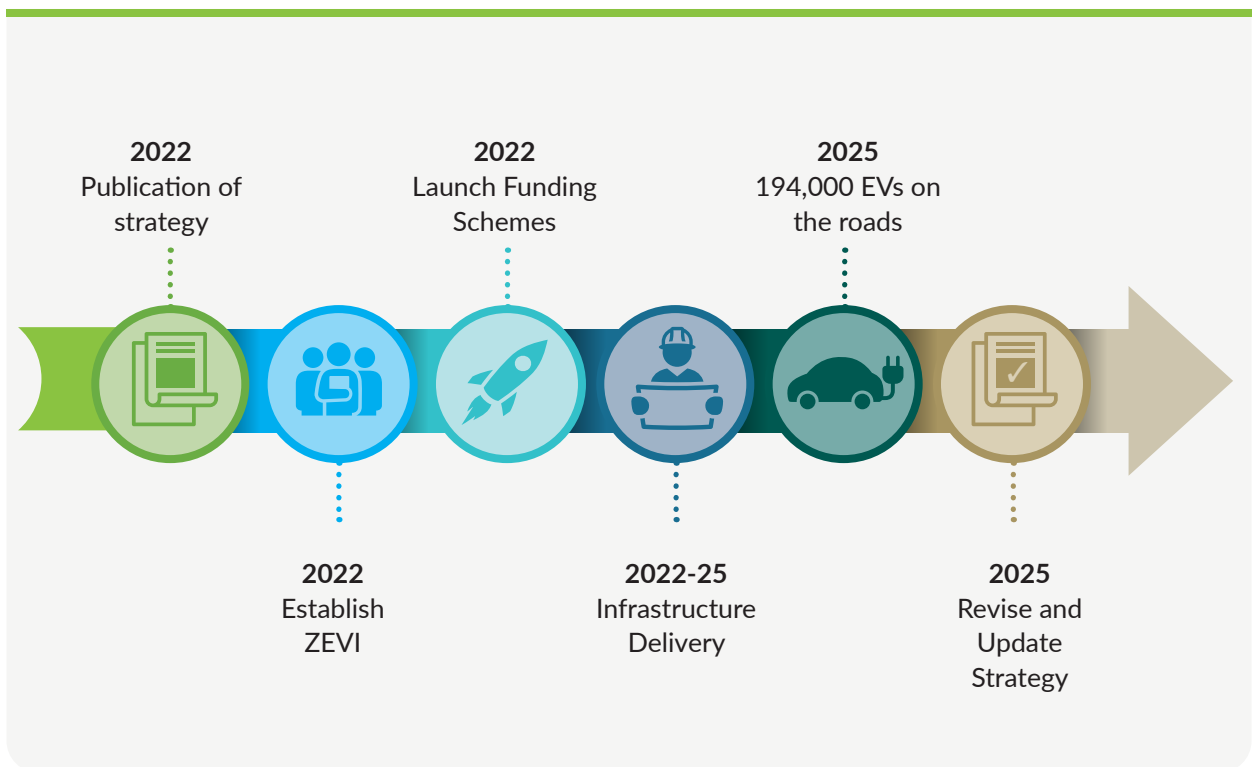 2022
Publication of
strategy
2022
Establish
ZEVI
2022
Launch Funding
Schemes
2022-25
Infrastructure
Delivery
2025
194,000 EVs on
the roads
2025
Revise and
Update
Strategy